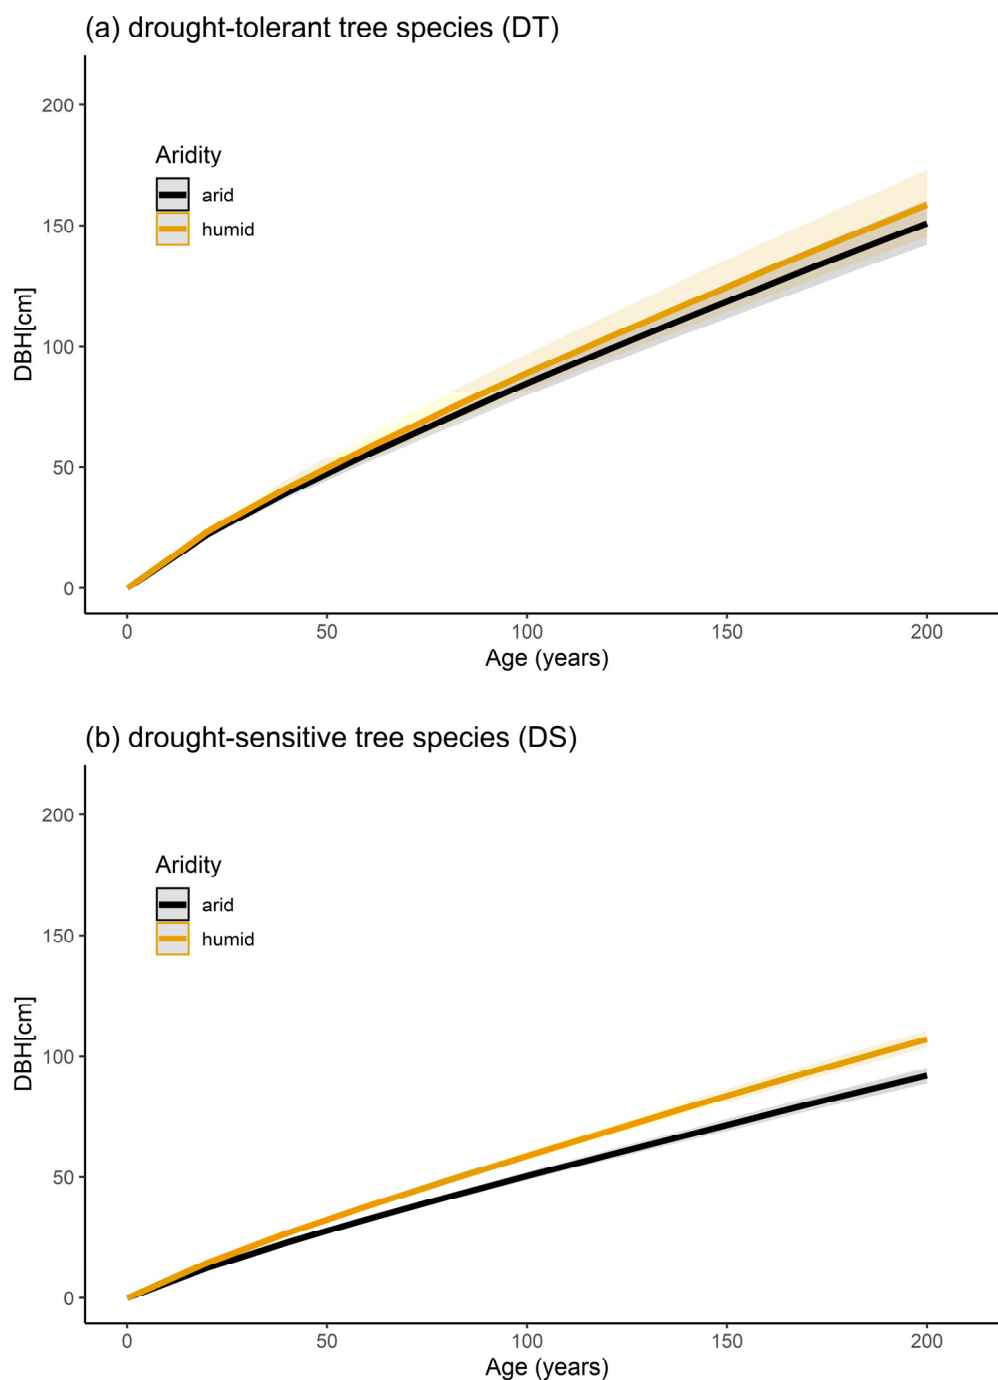 (a) drought-tolerant tree species (DT)
200
150
100
50
0
DBH[cm]
Aridity
arid
humid
0 50 100 150 200
Age (years)
(b) drought-sensitive tree species (DS)
200
150
100
50
0
DBH[cm]
Aridity
arid
humid
0 50 100 150 200
Age (years)